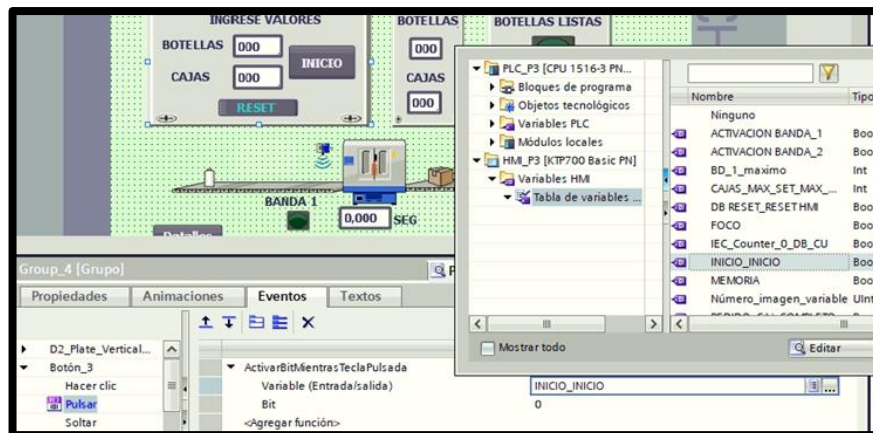 INGRESE VALORES
BOTELLAS
BOTELLAS LISTAS
BOTELLAS 000
INICIO
000
CAJAS 000
CAJAS
RESET
000
BANDA 1
0,000 SEG
Detalles
PLC_P3 [CPU 1516-3 PN...
Bloques de programa
Objetos tecnológicos
Variables PLC
Módulos locales
HMI_P3 [KTP700 Basic PN]
Variables HMI
Tabla de variables ...
Mostrar todo
Nombre Tipo
Ninguno
ACTIVACION BANDA_1 Boo
ACTIVACION BANDA_2 Boo
BD_1_maximo Int
CAJAS_MAX_SET_MAX_... Int
DB RESET_RESET HMI Boo
FOCO Boo
IEC_Counter_0_DB_CU Boo
INICIO_INICIO Boo
MEMORIA Boo
Número_imagen_variable UInt
Editar
Group_4 [Grupo]
P
Propiedades Animaciones Eventos Textos
D2_Plate_Vertical...
Botón_3
Hacer clic
Pulsar
Soltar
ActivarBitMientrasTeclaPulsada
Variable (Entrada/salida) INICIO_INICIO ...
Bit 0
<Agregar función>